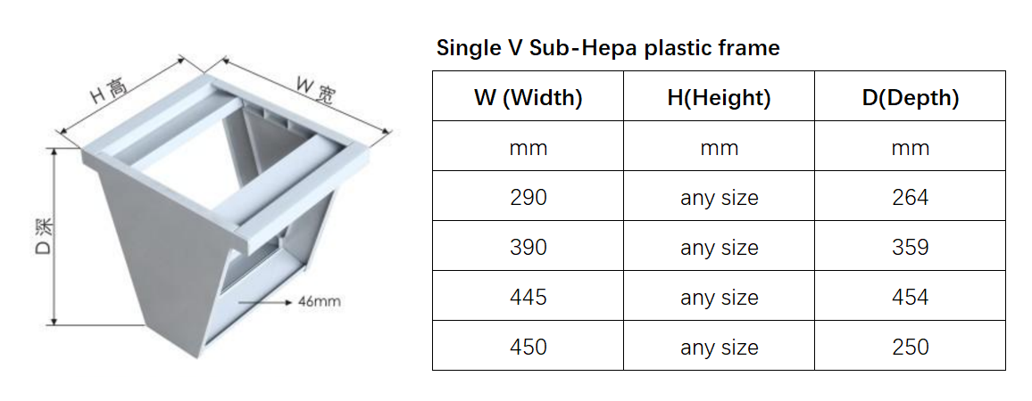 Single V Sub-Hepa plastic frame
H 高
W 宽
D 深
46mm
W (Width) H(Height) D(Depth)
mm mm mm
290 any size 264
390 any size 359
445 any size 454
450 any size 250